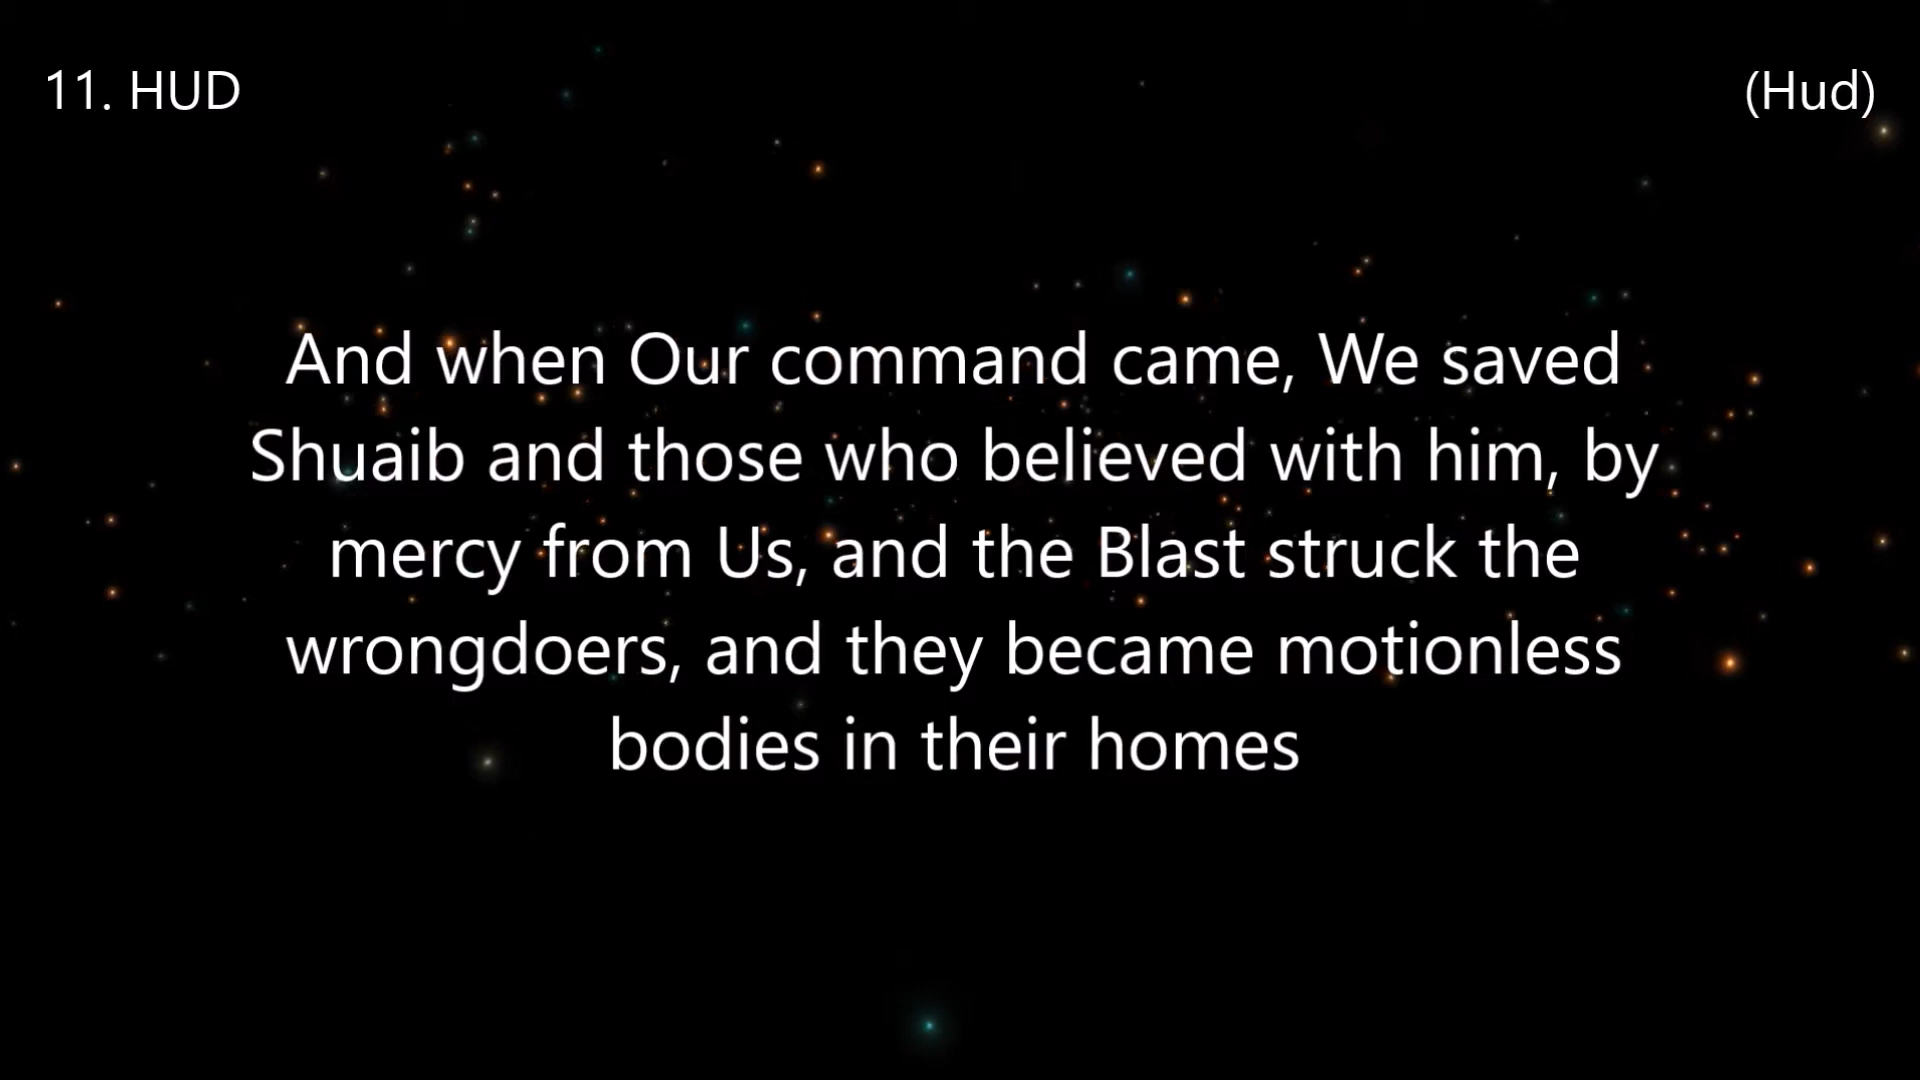 11. HUD
(Hud)
And when Our command came, We saved
Shuaib and those who believed with him, by
mercy from Us, and the Blast struck the
wrongdoers, and they became motionless
bodies in their homes